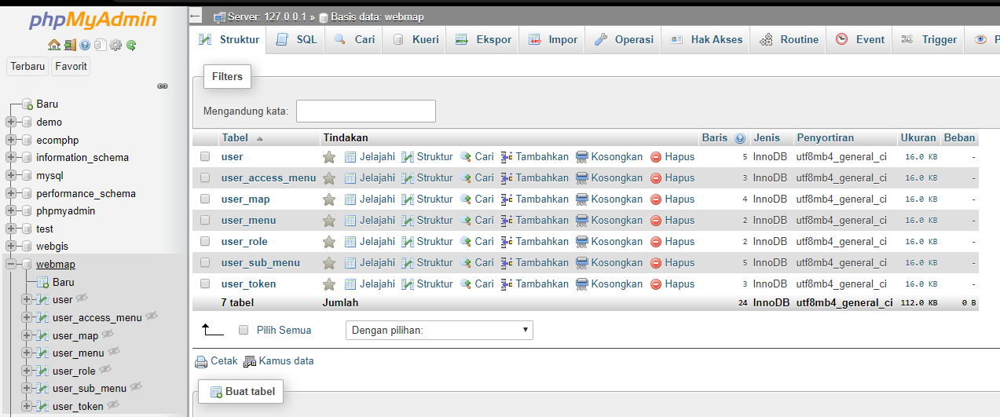 phpMyAdmin
Terbaru Favorit
Baru
demo
ecomphp
information_schema
mysql
performance_schema
phpmyadmin
test
webgis
webmap
Baru
user
user_access_menu
user_map
user_menu
user_role
user_sub_menu
user_token
Server: 127.0.0.1 » Basis data: webmap
Struktur SQL Cari Kueri Ekspor Impor Operasi Hak Akses Routine Event Trigger P
Filters
Mengandung kata:
Tabel Tindakan Baris Jenis Penyortiran Ukuran Beban
user Jelajahi Struktur Cari Tambahkan Kosongkan Hapus 5 InnoDB utf8mb4_general_ci 16.0 KB -
user_access_menu Jelajahi Struktur Cari Tambahkan Kosongkan Hapus 3 InnoDB utf8mb4_general_ci 16.0 KB -
user_map Jelajahi Struktur Cari Tambahkan Kosongkan Hapus 4 InnoDB utf8mb4_general_ci 16.0 KB -
user_menu Jelajahi Struktur Cari Tambahkan Kosongkan Hapus 2 InnoDB utf8mb4_general_ci 16.0 KB -
user_role Jelajahi Struktur Cari Tambahkan Kosongkan Hapus 2 InnoDB utf8mb4_general_ci 16.0 KB -
user_sub_menu Jelajahi Struktur Cari Tambahkan Kosongkan Hapus 5 InnoDB utf8mb4_general_ci 16.0 KB -
user_token Jelajahi Struktur Cari Tambahkan Kosongkan Hapus 3 InnoDB utf8mb4_general_ci 16.0 KB -
7 tabel Jumlah 24 InnoDB utf8mb4_general_ci 112.0 KB 0 B
Pilih Semua Dengan pilihan:
Cetak Kamus data
Buat tabel